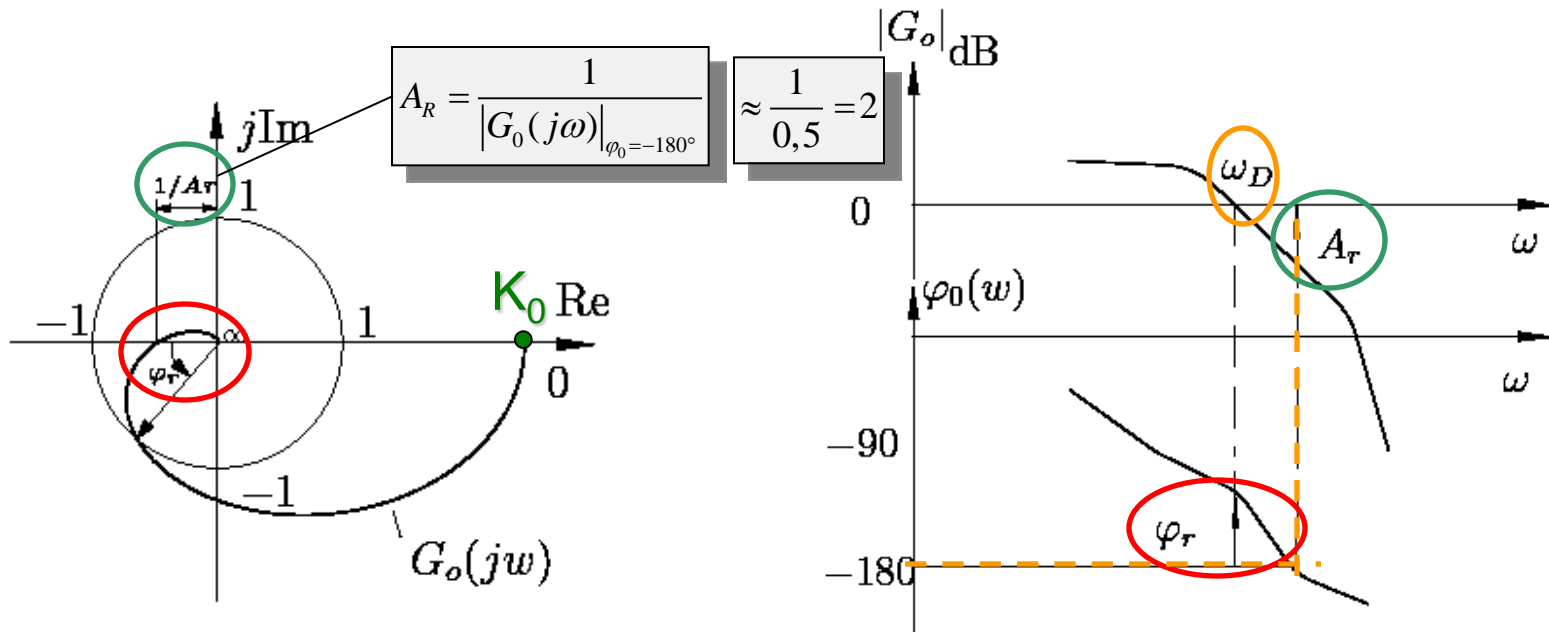 A_R = 1 / |G_0(jω)|_{φ_0=−180°}
≈ 1 / 0,5 = 2
jIm
1/Ar
1
−1
1
K_0 Re
0
α
φ_r
−1
G_o(jw)
|G_o|_dB
0
ω_D
ω
A_r
φ_0(w)
ω
−90
φ_r
−180